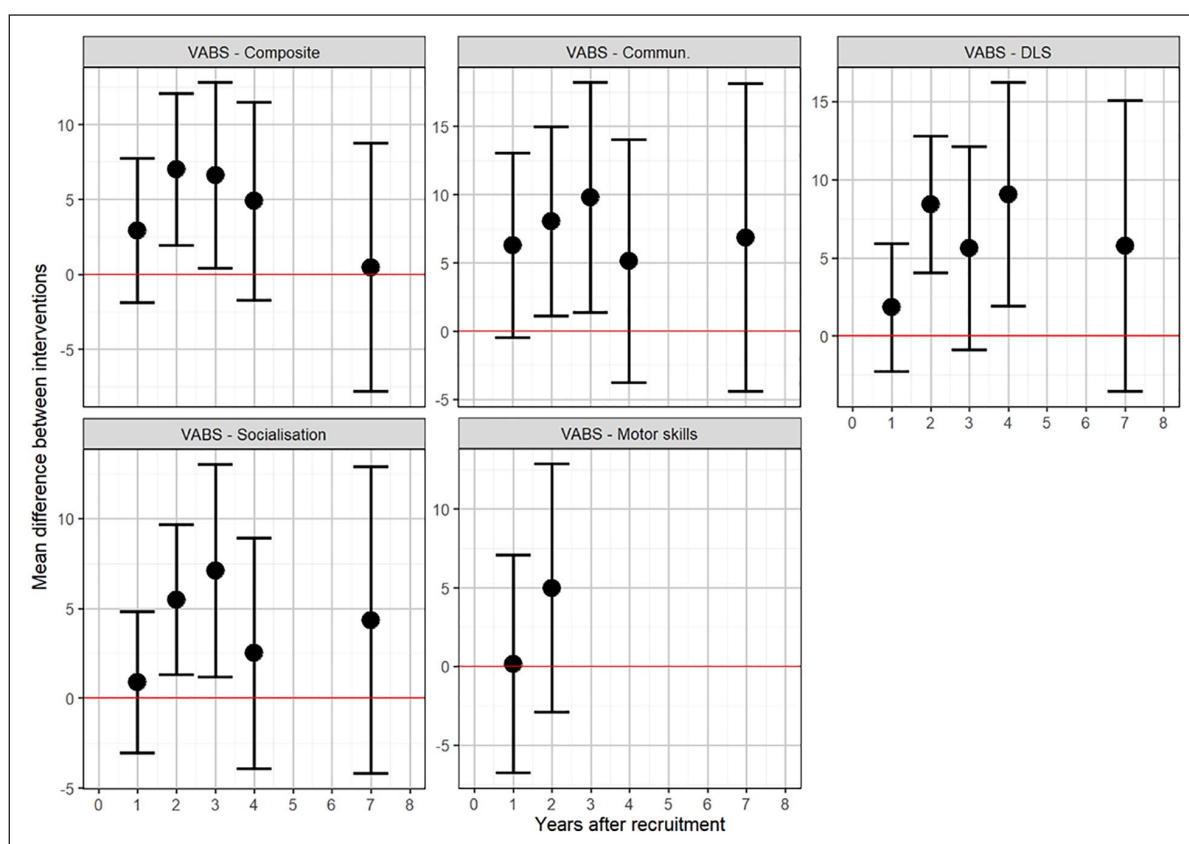 VABS - Composite
VABS - Commun.
VABS - DLS
10
5
0
-5
15
10
5
0
-5
15
10
5
0
0 1 2 3 4 5 6 7 8
Mean difference between interventions
VABS - Socialisation
VABS - Motor skills
10
5
0
-5
10
5
0
-5
0 1 2 3 4 5 6 7 8
0 1 2 3 4 5 6 7 8
Years after recruitment